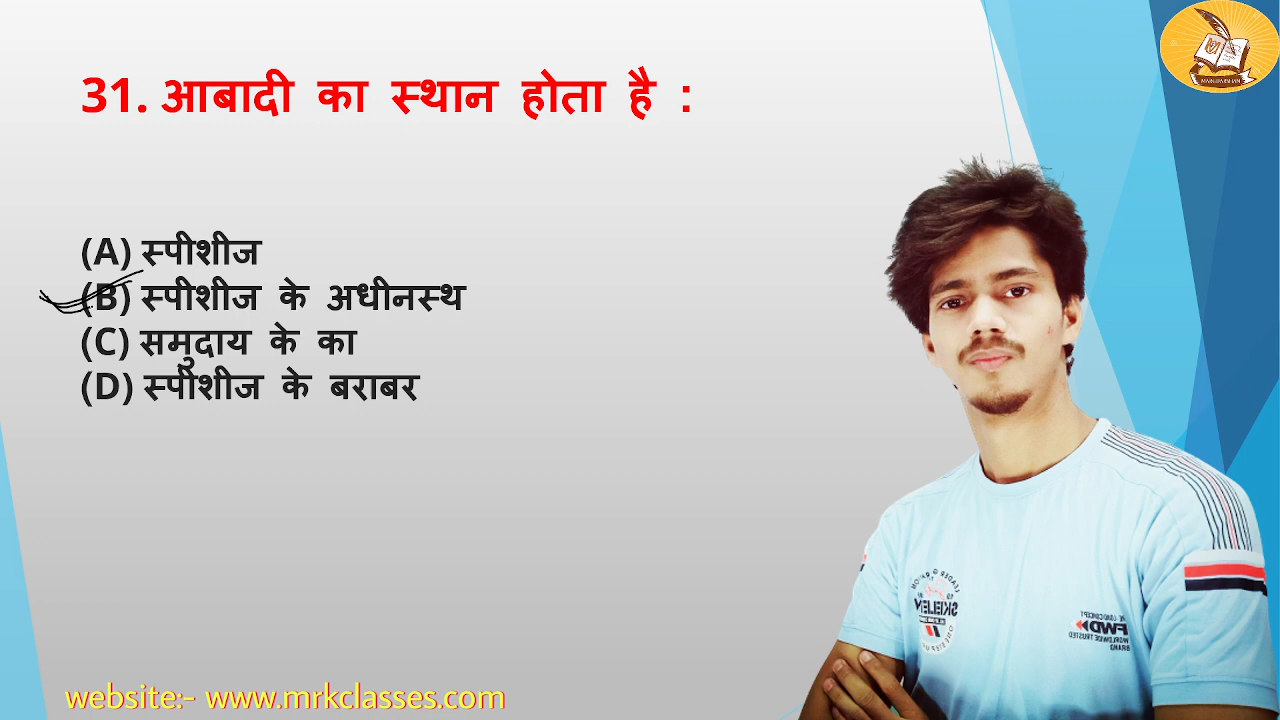 31. आबादी का स्थान होता है :
(A) स्पीशीज
(B) स्पीशीज के अधीनस्थ
(C) समुदाय के का
(D) स्पीशीज के बराबर
website:- www.mrkclasses.com